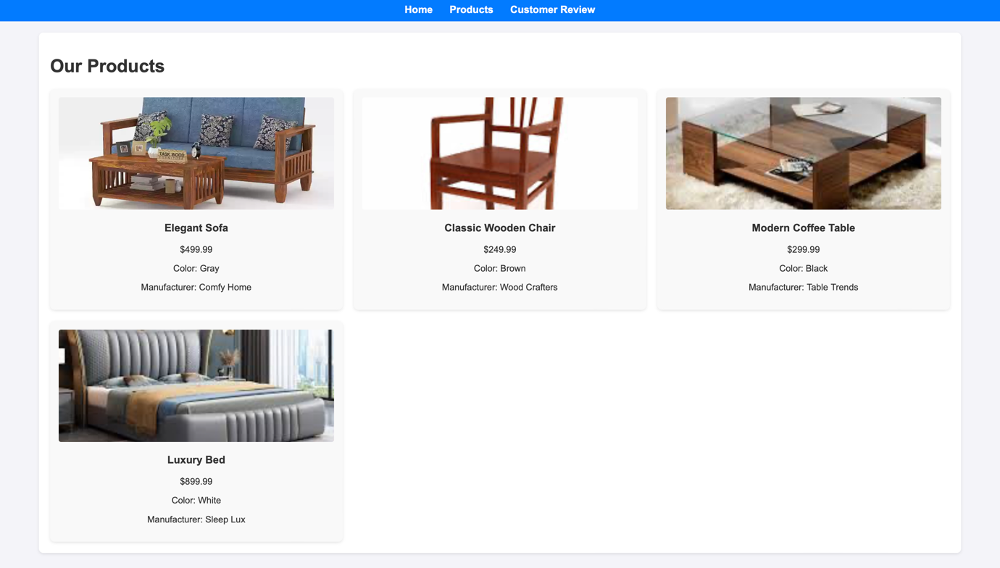 Home Products Customer Review
Our Products
TASK WOOD
Elegant Sofa
$499.99
Color: Gray
Manufacturer: Comfy Home
Classic Wooden Chair
$249.99
Color: Brown
Manufacturer: Wood Crafters
Modern Coffee Table
$299.99
Color: Black
Manufacturer: Table Trends
Luxury Bed
$899.99
Color: White
Manufacturer: Sleep Lux